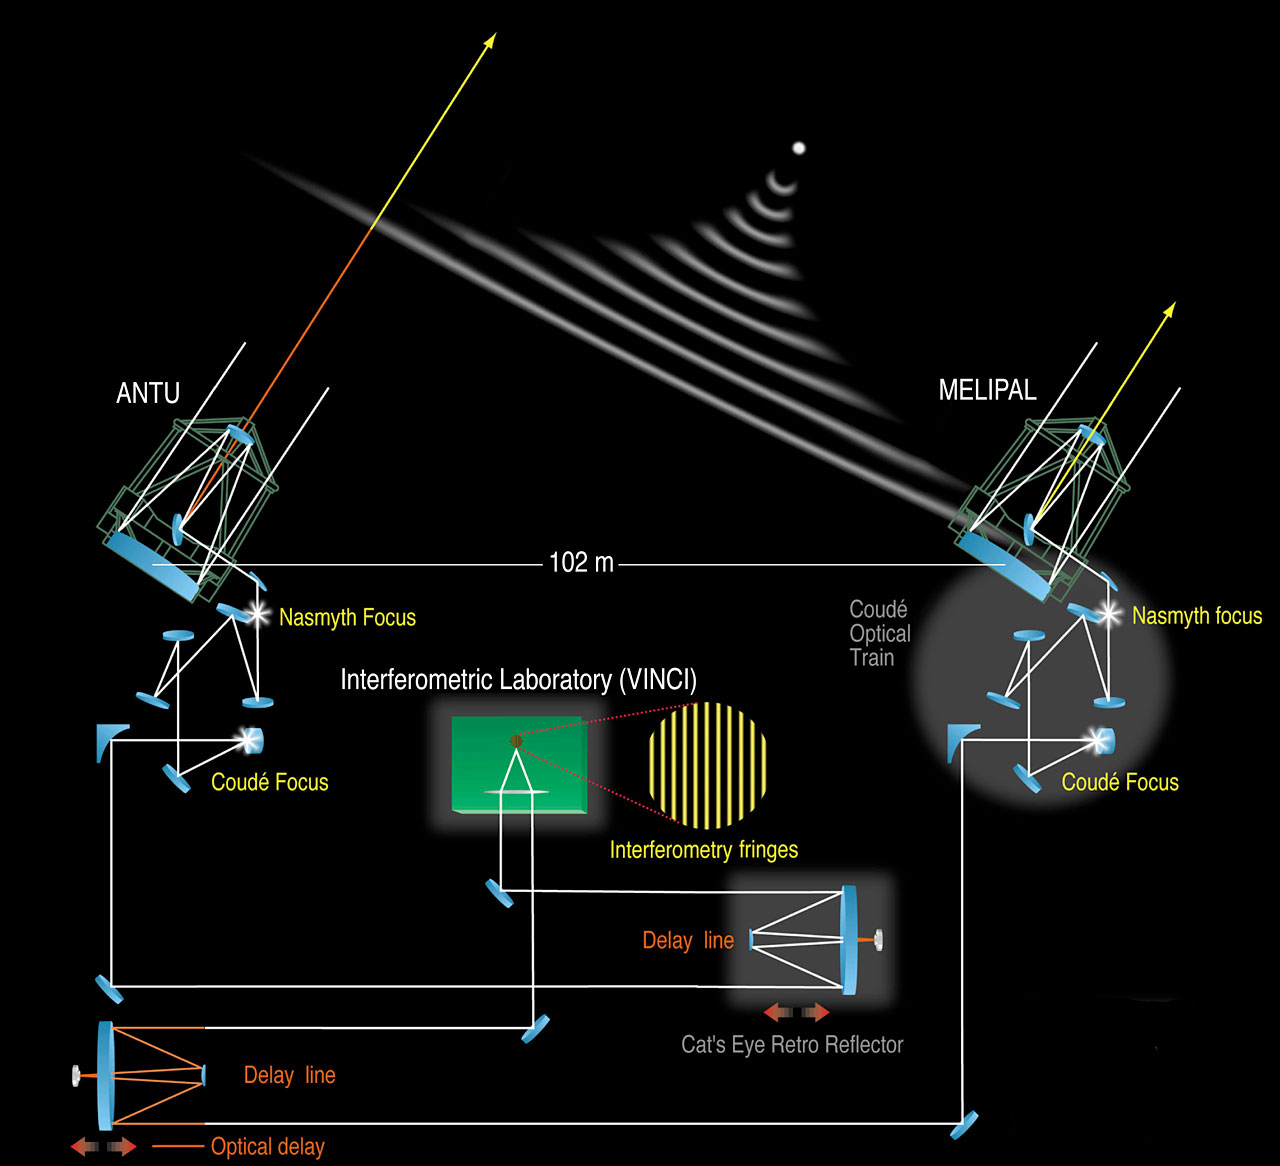 ANTU
MELIPAL
102 m
Coudé
Optical
Train
Nasmyth Focus
Nasmyth focus
Interferometric Laboratory (VINCI)
Coudé Focus
Coudé Focus
Interferometry fringes
Delay line
Cat's Eye Retro Reflector
Delay line
Optical delay